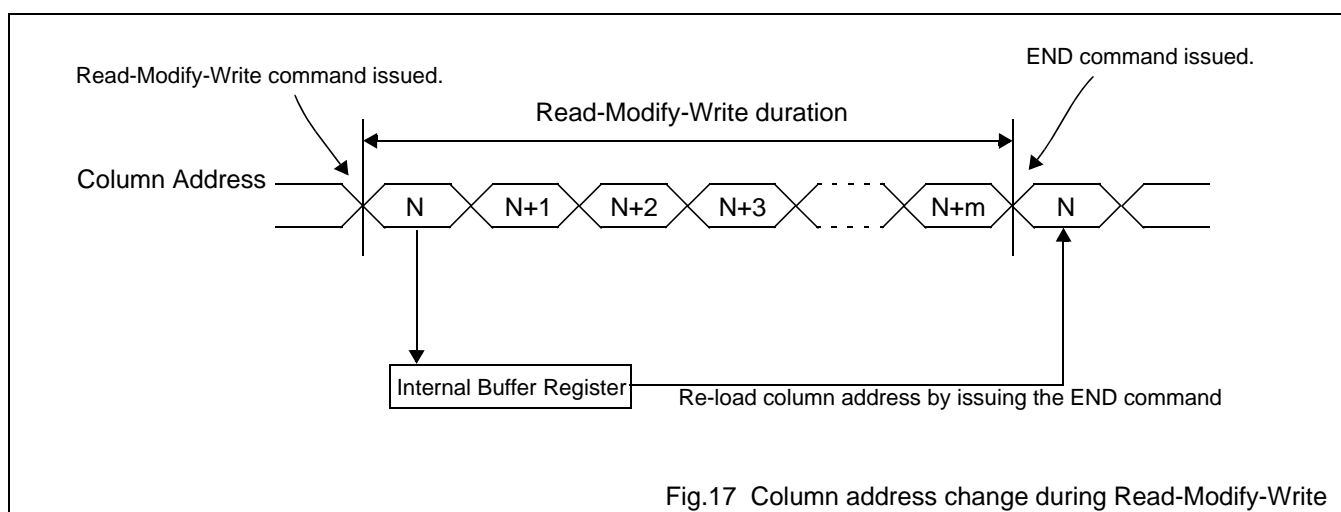 END command issued.
Read-Modify-Write command issued.
Read-Modify-Write duration
Column Address
N
N+1
N+2
N+3
N+m
N
Internal Buffer Register
Re-load column address by issuing the END command
Fig.17 Column address change during Read-Modify-Write